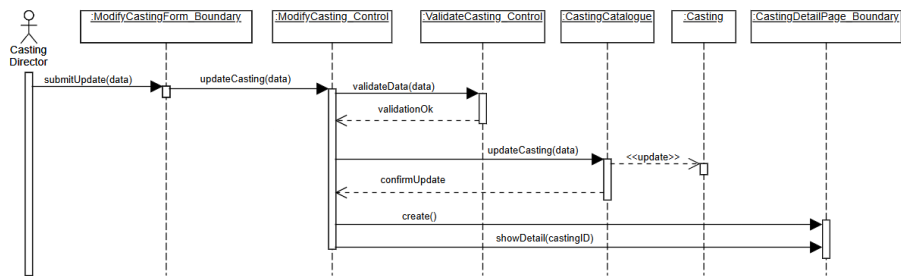 :ModifyCastingForm_Boundary
:ModifyCasting_Control
:ValidateCasting_Control
:CastingCatalogue
:Casting
:CastingDetailPage_Boundary
Casting
Director
submitUpdate(data)
updateCasting(data)
validateData(data)
validationOk
updateCasting(data)
<<update>>
confirmUpdate
create()
showDetail(castingID)